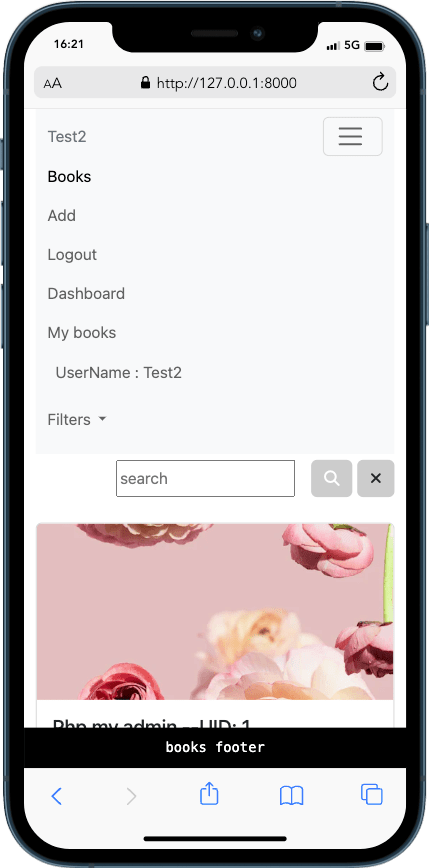 16:21
5G
AA
http://127.0.0.1:8000
Test2
Books
Add
Logout
Dashboard
My books
UserName : Test2
Filters
search
Php my admin --UID: 1
books footer